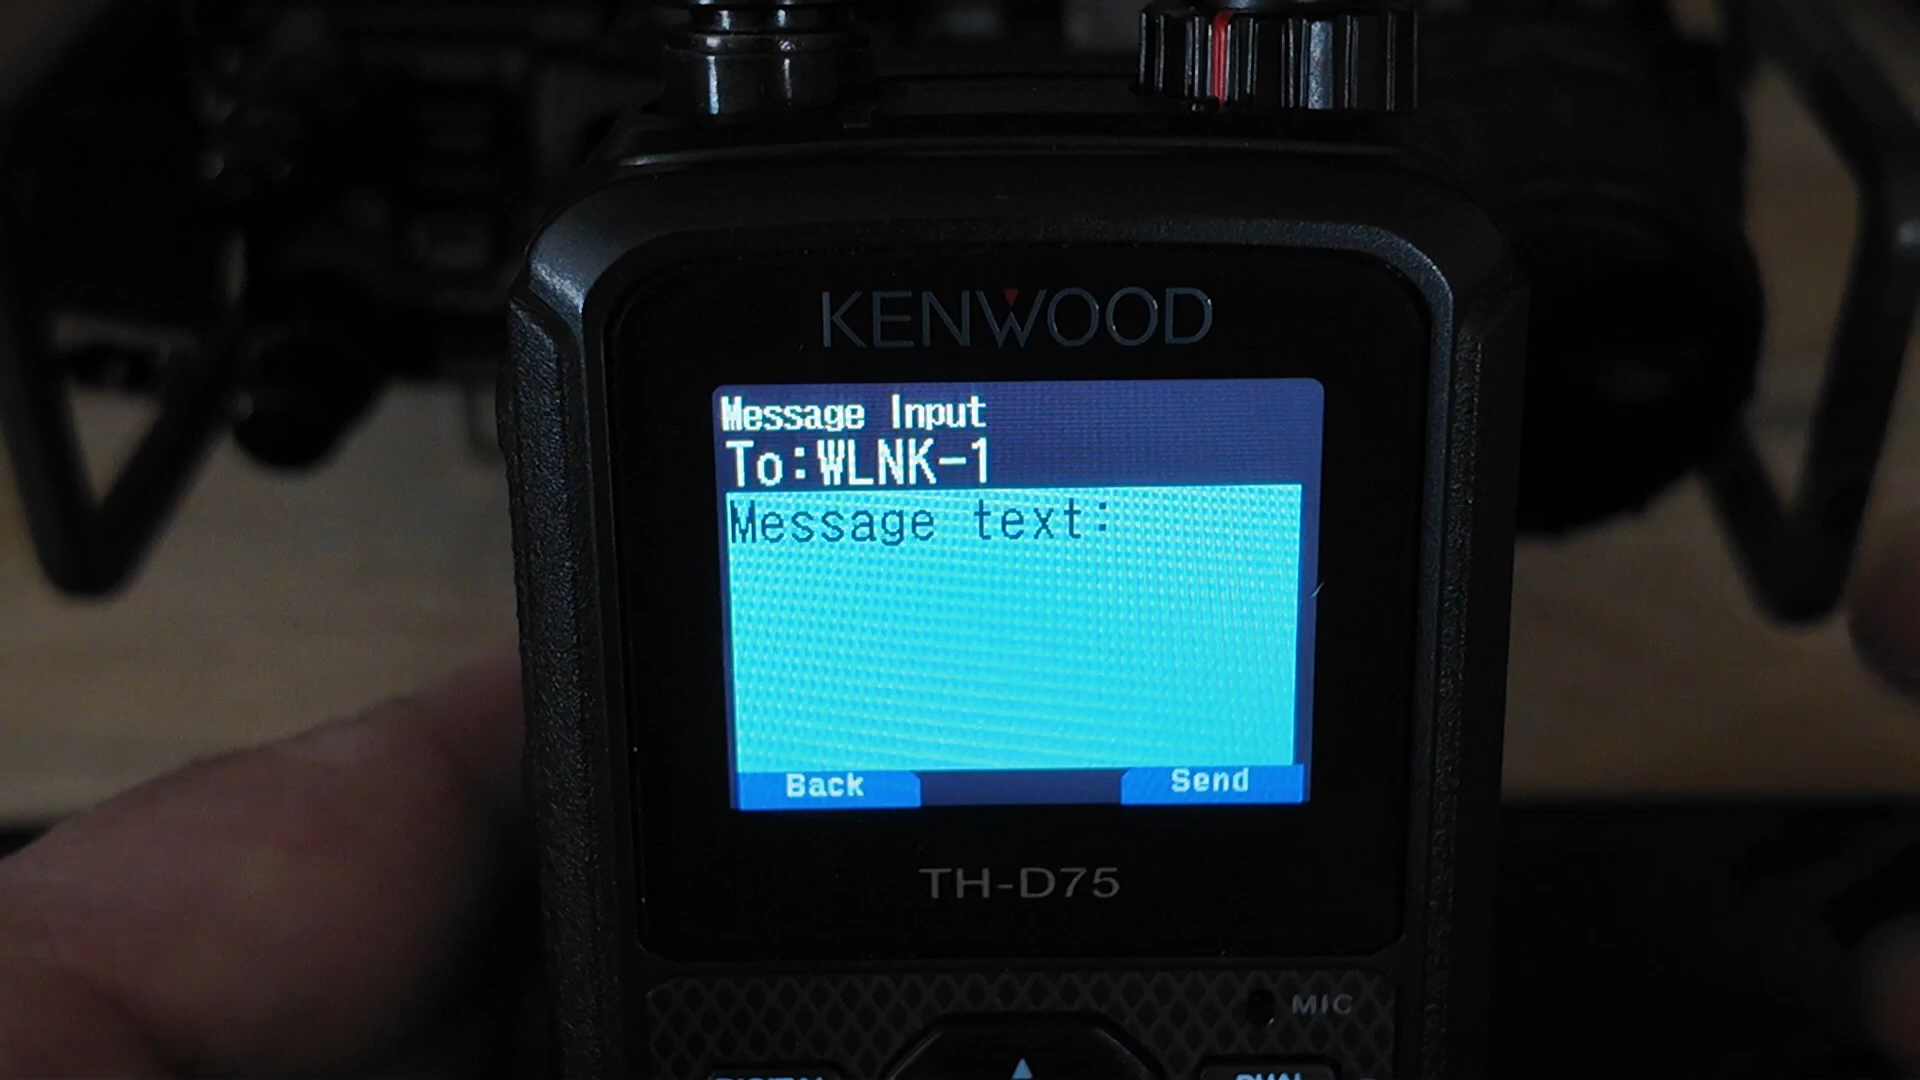 KENWOOD
Message Input
To:WLNK-1
Message text:
Back
Send
TH-D75
MIC